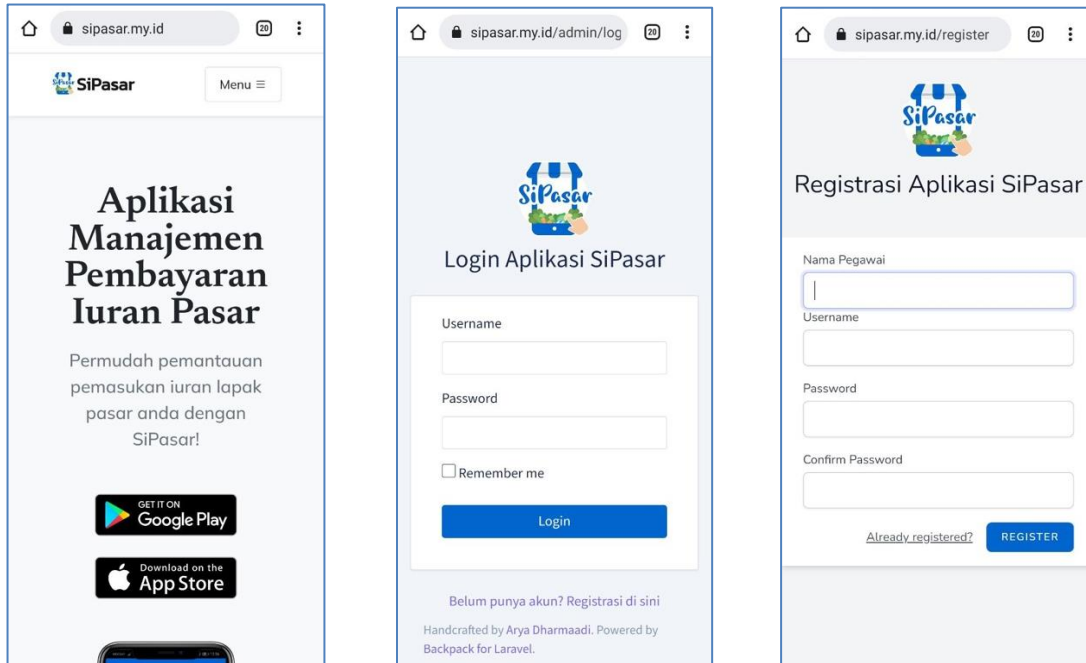 sipasar.my.id
20
SiPasar
Menu
Aplikasi
Manajemen
Pembayaran
Iuran Pasar
Permudah pemantauan
pemasukan iuran lapak
pasar anda dengan
SiPasar!
GET IT ON
Google Play
Download on the
App Store
sipasar.my.id/admin/log
20
SiPasar
Login Aplikasi SiPasar
Username
Password
Remember me
Login
Belum punya akun? Registrasi di sini
Handcrafted by Arya Dharmaadi. Powered by
Backpack for Laravel.
sipasar.my.id/register
20
SiPasar
Registrasi Aplikasi SiPasar
Nama Pegawai
Username
Password
Confirm Password
Already registered?
REGISTER